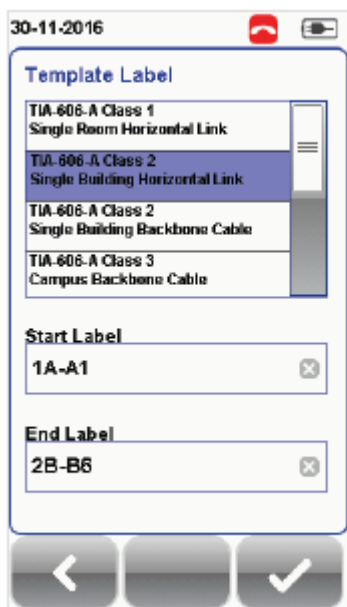 30-11-2016
Template Label
TIA-606-A Class 1
Single Room Horizontal Link
TIA-606-A Class 2
Single Building Horizontal Link
TIA-606-A Class 2
Single Building Backbone Cable
TIA-606-A Class 3
Campus Backbone Cable
Start Label
1A-A1
End Label
2B-B6